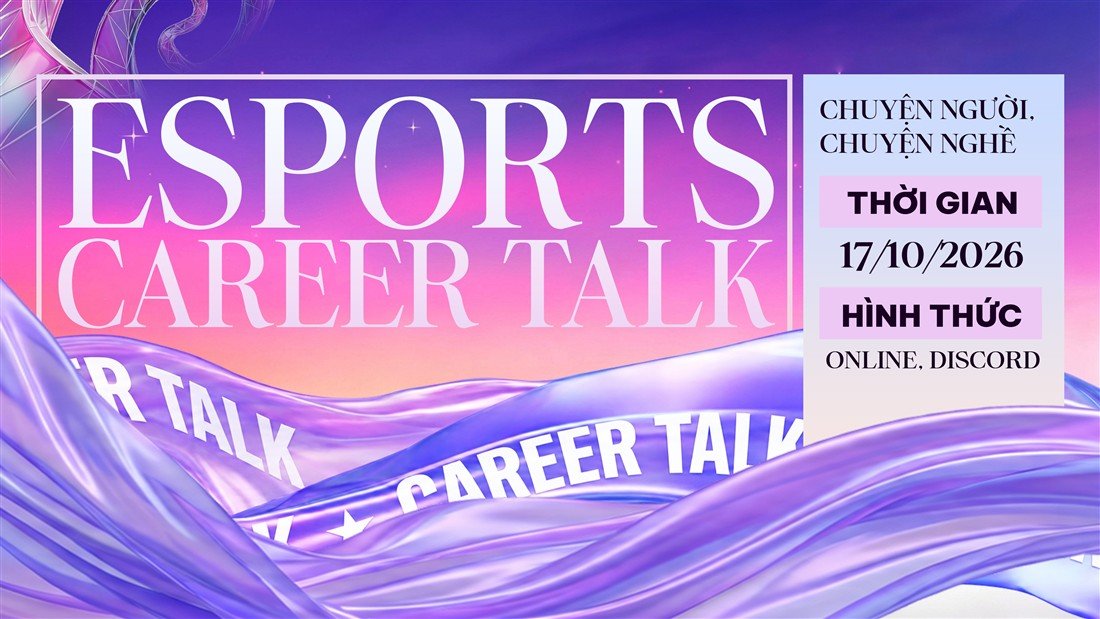 ESPORTS
CAREER TALK
CHUYỆN NGƯỜI,
CHUYỆN NGHỀ
THỜI GIAN
17/10/2026
HÌNH THỨC
ONLINE, DISCORD
ER TALK
CAREER TALK